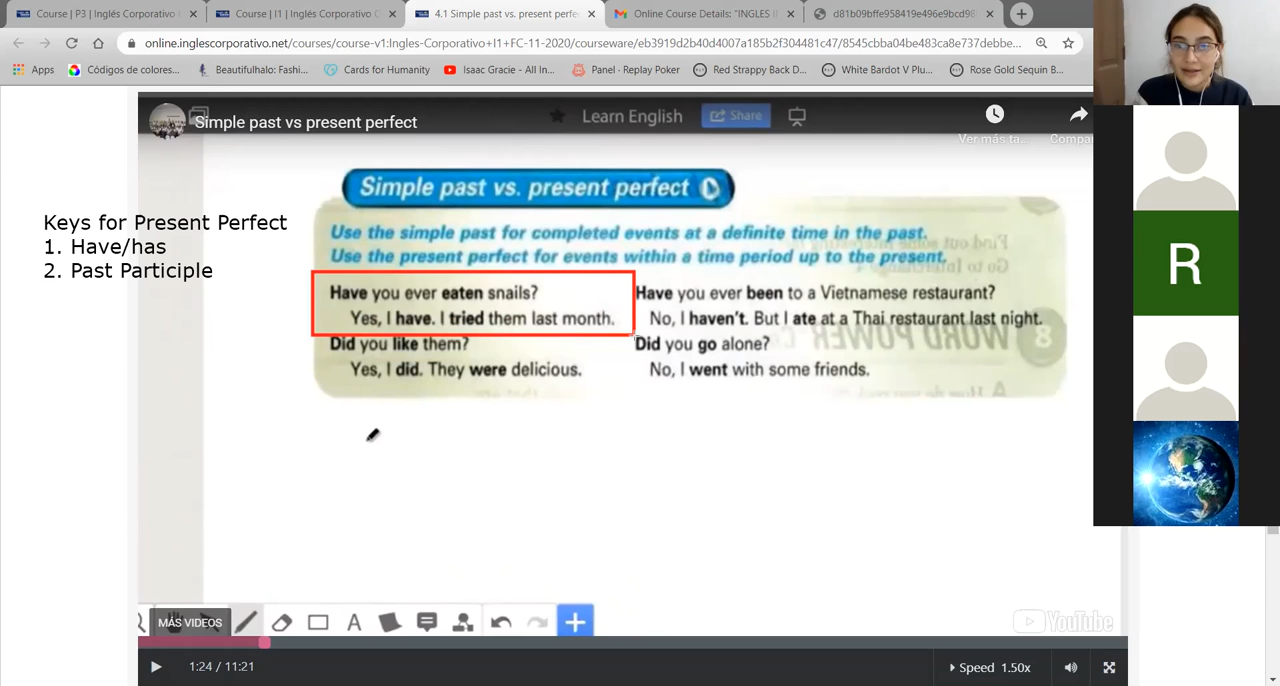 Course | P3 | Inglés Corporativo
Course | I1 | Inglés Corporativo C
4.1 Simple past vs. present perfe
Online Course Details: "INGLES I
d81b09bffe958419e496e9bcd98
online.inglescorporativo.net/courses/course-v1:Ingles-Corporativo+I1+FC-11-2020/courseware/eb3919d2b40d4007a185b2f304481c47/8545cbba04be483ca8e737debbe...
Apps
Códigos de colores...
Beautifulhalo: Fashi...
Cards for Humanity
Isaac Gracie - All In...
Panel · Replay Poker
Red Strappy Back D...
White Bardot V Plu...
Rose Gold Sequin B...
Simple past vs present perfect
Learn English
Share
Ver más ta...
Compar
Simple past vs. present perfect
Keys for Present Perfect
1. Have/has
2. Past Participle
Use the simple past for completed events at a definite time in the past.
Use the present perfect for events within a time period up to the present.
Have you ever eaten snails?
Yes, I have. I tried them last month.
Did you like them?
Yes, I did. They were delicious.
Have you ever been to a Vietnamese restaurant?
No, I haven't. But I ate at a Thai restaurant last night.
Did you go alone?
No, I went with some friends.
WORD POWER
8
R
MÁS VIDEOS
A
YouTube
1:24 / 11:21
Speed 1.50x